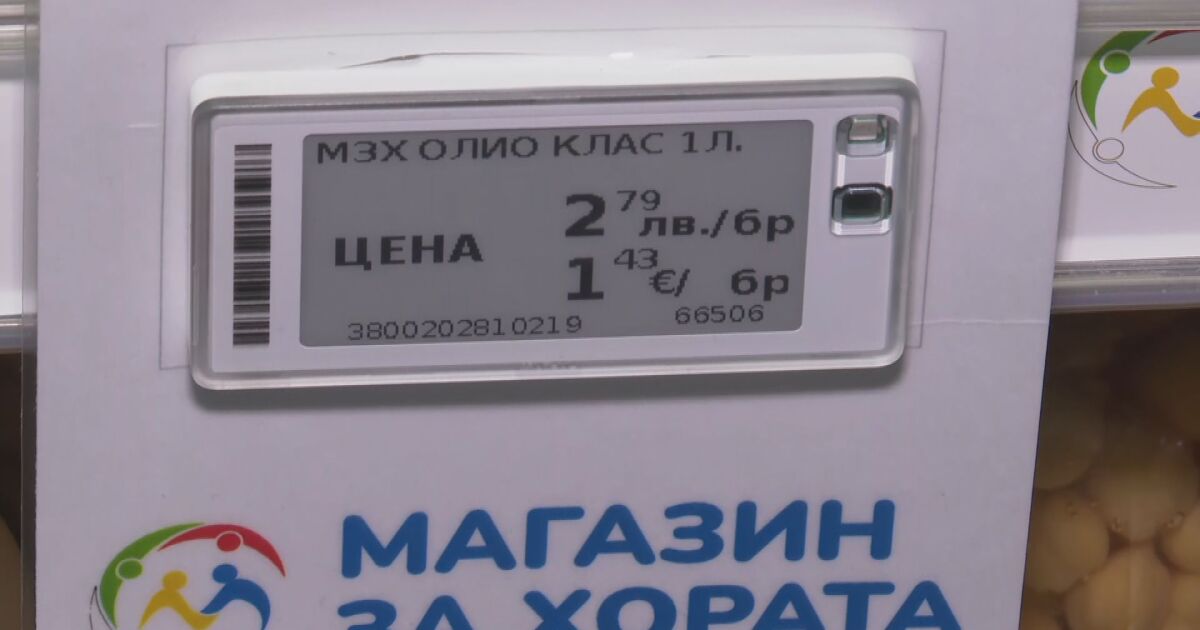 МЗХ ОЛИО КЛАС 1Л.
ЦЕНА
2 79 лв./бр
1 43 €/ бр
3800202810219 66506
МАГАЗИН
ЗА ХОРАТА